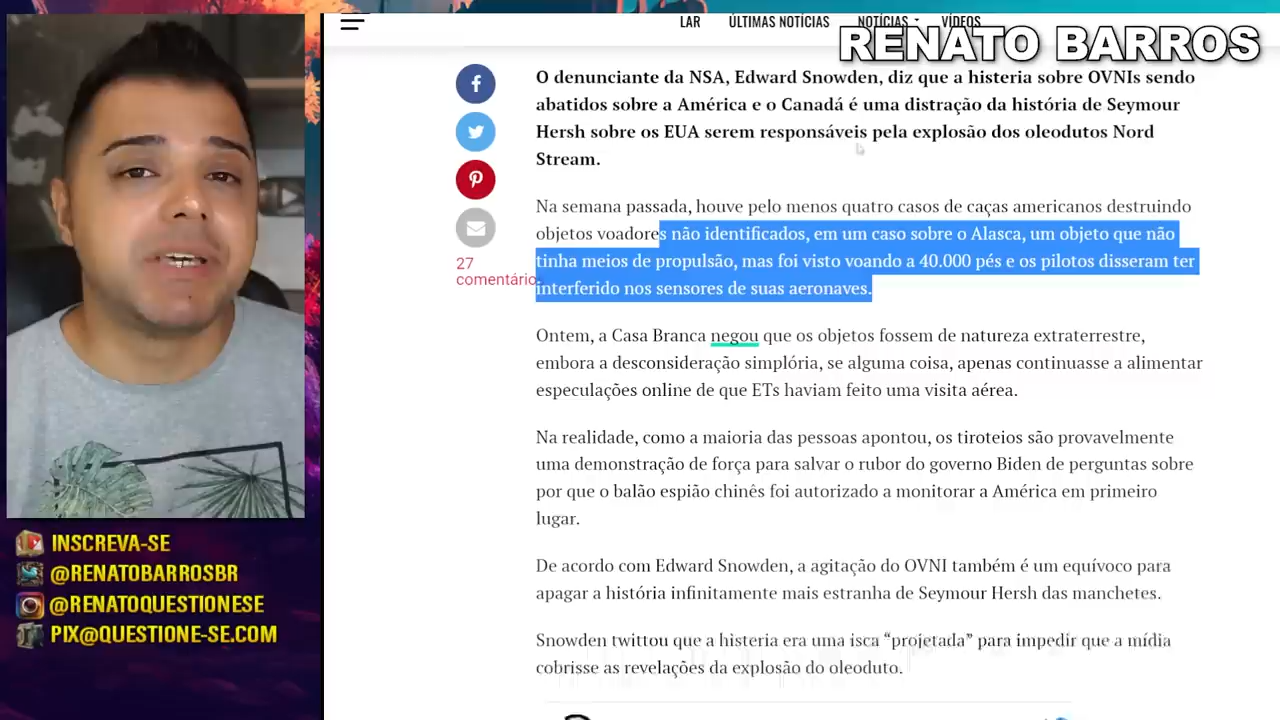 LAR ÚLTIMAS NOTÍCIAS NOTÍCIAS VÍDEOS
RENATO BARROS
O denunciante da NSA, Edward Snowden, diz que a histeria sobre OVNIs sendo
abatidos sobre a América e o Canadá é uma distração da história de Seymour
Hersh sobre os EUA serem responsáveis pela explosão dos oleodutos Nord
Stream.
27
comentário
Na semana passada, houve pelo menos quatro casos de caças americanos destruindo
objetos voadores não identificados, em um caso sobre o Alasca, um objeto que não
tinha meios de propulsão, mas foi visto voando a 40.000 pés e os pilotos disseram ter
interferido nos sensores de suas aeronaves.
Ontem, a Casa Branca negou que os objetos fossem de natureza extraterrestre,
embora a desconsideração simplória, se alguma coisa, apenas continuasse a alimentar
especulações online de que ETs haviam feito uma visita aérea.
Na realidade, como a maioria das pessoas apontou, os tiroteios são provavelmente
uma demonstração de força para salvar o rubor do governo Biden de perguntas sobre
por que o balão espião chinês foi autorizado a monitorar a América em primeiro
lugar.
De acordo com Edward Snowden, a agitação do OVNI também é um equívoco para
apagar a história infinitamente mais estranha de Seymour Hersh das manchetes.
Snowden twittou que a histeria era uma isca “projetada” para impedir que a mídia
cobrisse as revelações da explosão do oleoduto.
INSCREVA-SE
@RENATOBARROSBR
@RENATOQUESTIONESE
PIX@QUESTIONE-SE.COM